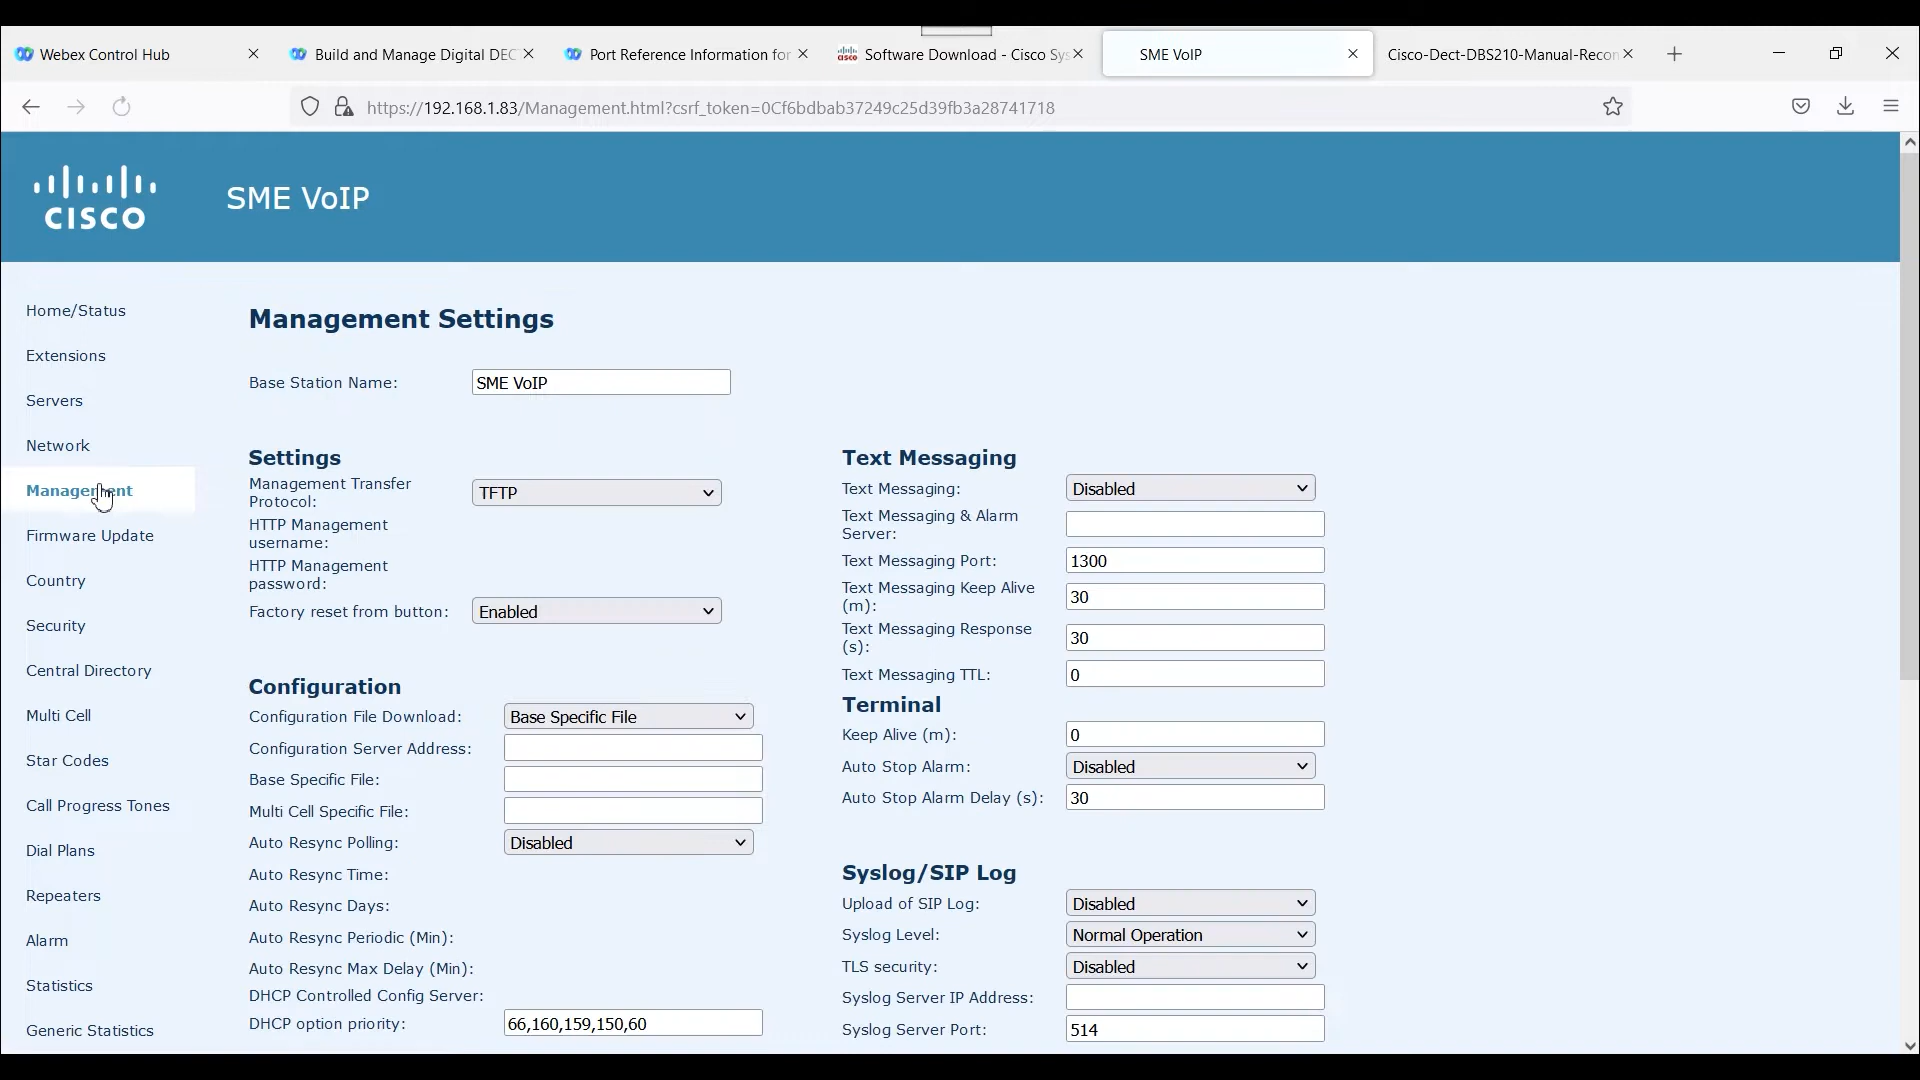 Webex Control Hub
Build and Manage Digital DEC
Port Reference Information for
Software Download - Cisco Sys
SME VoIP
Cisco-Dect-DBS210-Manual-Recon
https://192.168.1.83/Management.html?csrf_token=0Cf6bdbab37249c25d39fb3a28741718
CISCO
SME VoIP
Home/Status
Extensions
Servers
Network
Management
Firmware Update
Country
Security
Central Directory
Multi Cell
Star Codes
Call Progress Tones
Dial Plans
Repeaters
Alarm
Statistics
Generic Statistics
Management Settings
Base Station Name: SME VoIP
Settings
Management Transfer
Protocol: TFTP
HTTP Management
username:
HTTP Management
password:
Factory reset from button: Enabled
Configuration
Configuration File Download: Base Specific File
Configuration Server Address:
Base Specific File:
Multi Cell Specific File:
Auto Resync Polling: Disabled
Auto Resync Time:
Auto Resync Days:
Auto Resync Periodic (Min):
Auto Resync Max Delay (Min):
DHCP Controlled Config Server:
DHCP option priority: 66,160,159,150,60
Text Messaging
Text Messaging: Disabled
Text Messaging & Alarm
Server:
Text Messaging Port: 1300
Text Messaging Keep Alive
(m): 30
Text Messaging Response
(s): 30
Text Messaging TTL: 0
Terminal
Keep Alive (m): 0
Auto Stop Alarm: Disabled
Auto Stop Alarm Delay (s): 30
Syslog/SIP Log
Upload of SIP Log: Disabled
Syslog Level: Normal Operation
TLS security: Disabled
Syslog Server IP Address:
Syslog Server Port: 514